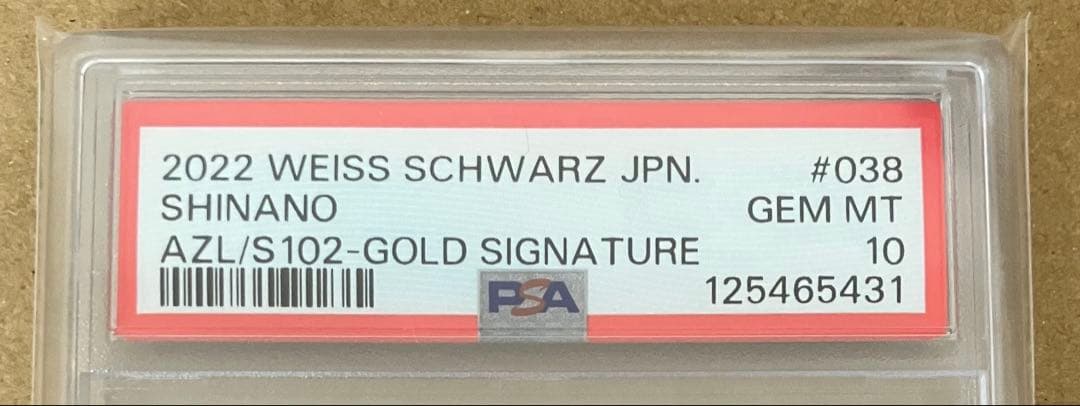 2022 WEISS SCHWARZ JPN. #038
SHINANO GEM MT
AZL/S102-GOLD SIGNATURE 10
PSA 125465431